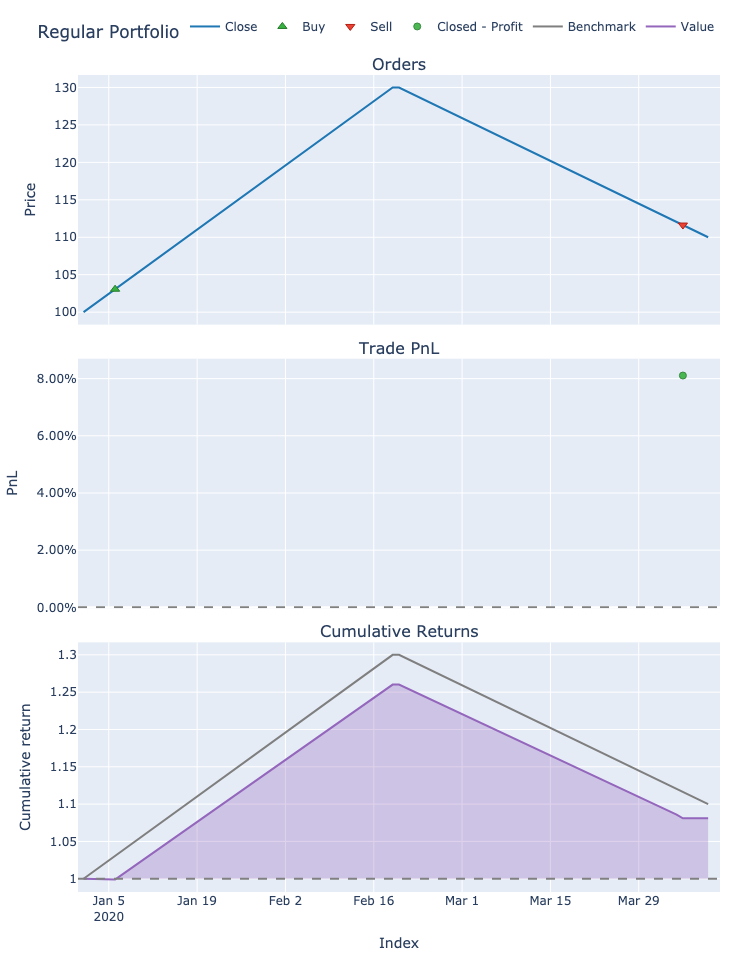 Regular Portfolio
Close Buy Sell Closed - Profit Benchmark Value
Orders
130
125
120
115
110
105
100
Price
Trade PnL
8.00%
6.00%
4.00%
2.00%
0.00%
PnL
Cumulative Returns
1.3
1.25
1.2
1.15
1.1
1.05
1
Cumulative return
Jan 5 Jan 19 Feb 2 Feb 16 Mar 1 Mar 15 Mar 29
2020
Index